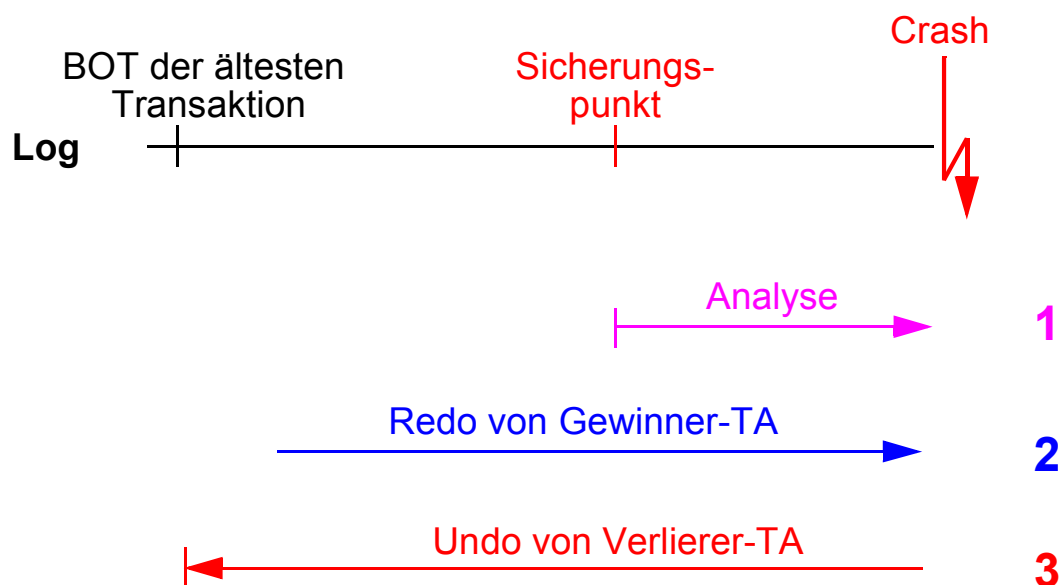 Crash
BOT der ältesten
Transaktion
Sicherungs-
punkt
Log
Analyse
1
Redo von Gewinner-TA
2
Undo von Verlierer-TA
3